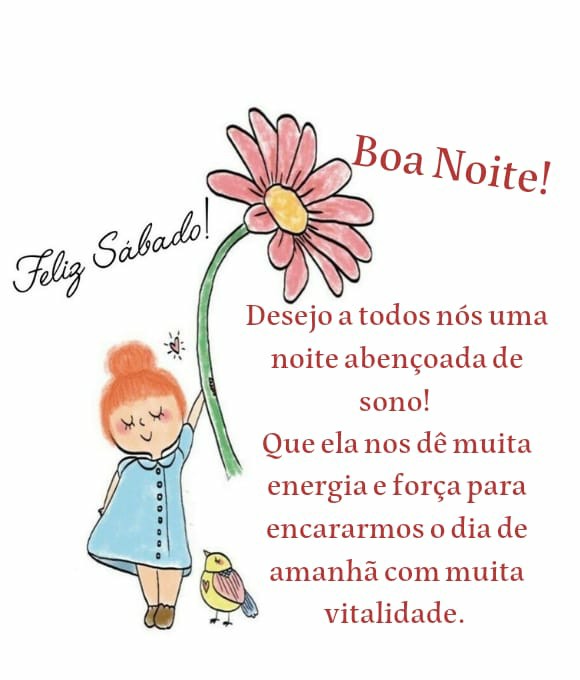 Boa Noite!
Feliz Sábado!
Desejo a todos nós uma
noite abençoada de
sono!
Que ela nos dê muita
energia e força para
encararmos o dia de
amanhã com muita
vitalidade.